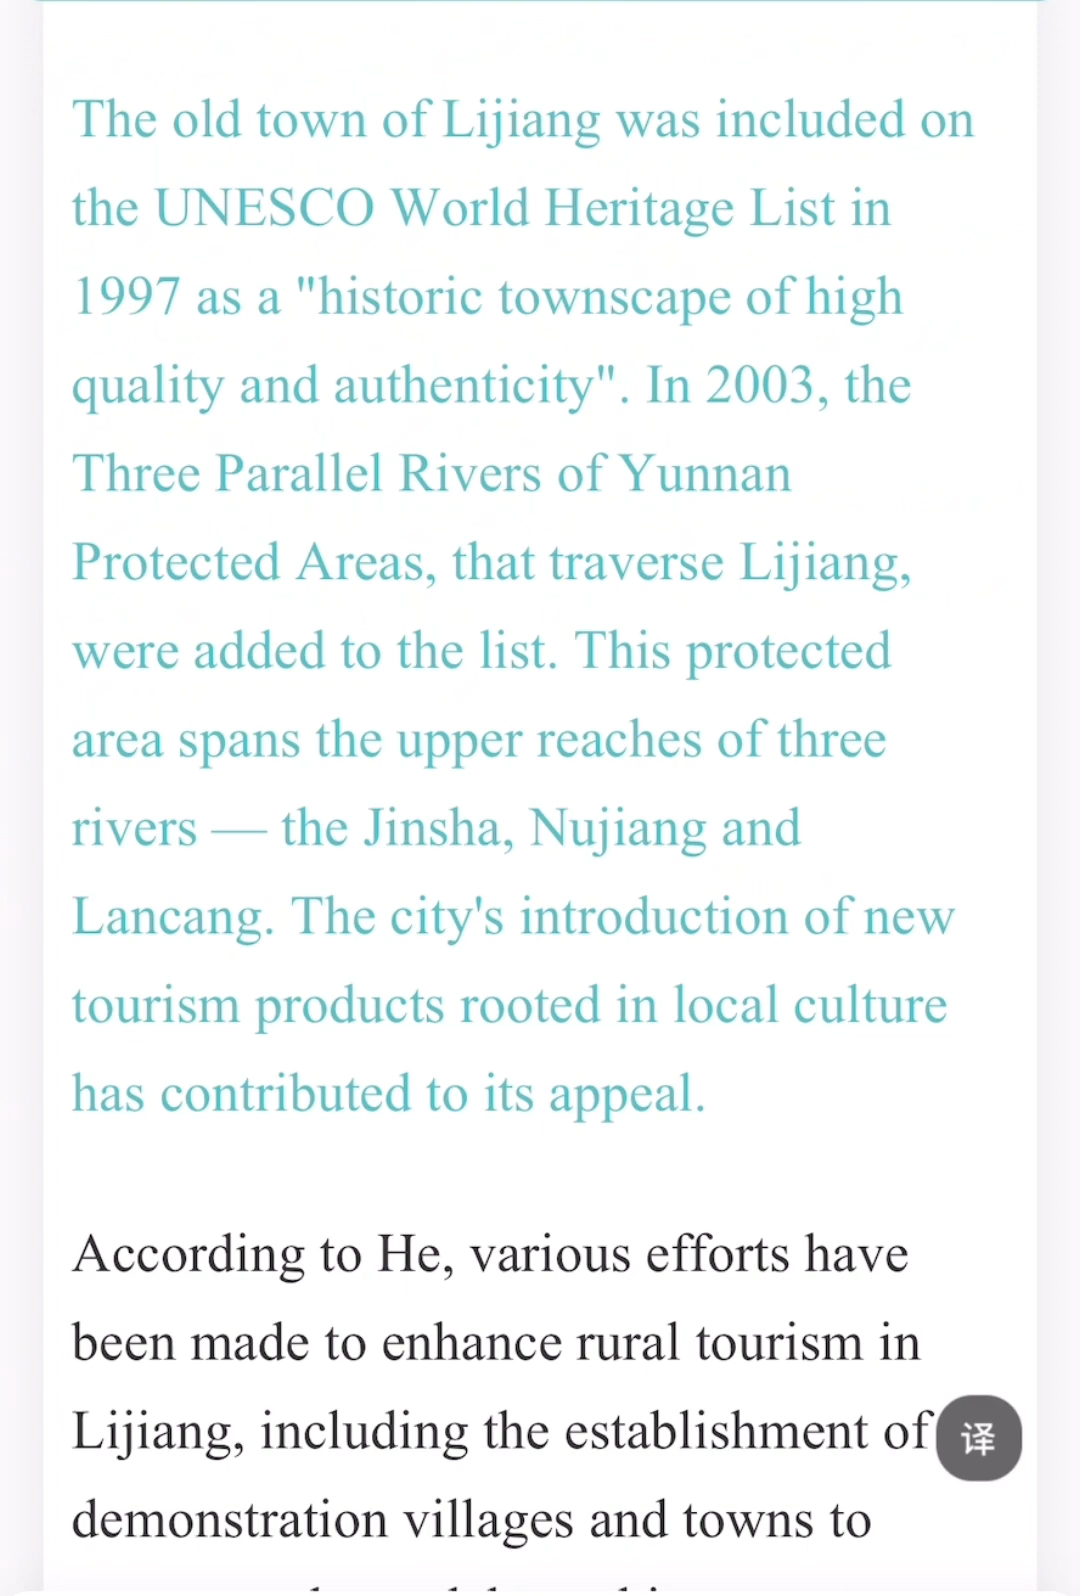 The old town of Lijiang was included on
the UNESCO World Heritage List in
1997 as a "historic townscape of high
quality and authenticity". In 2003, the
Three Parallel Rivers of Yunnan
Protected Areas, that traverse Lijiang,
were added to the list. This protected
area spans the upper reaches of three
rivers — the Jinsha, Nujiang and
Lancang. The city's introduction of new
tourism products rooted in local culture
has contributed to its appeal.
According to He, various efforts have
been made to enhance rural tourism in
Lijiang, including the establishment of
译
demonstration villages and towns to